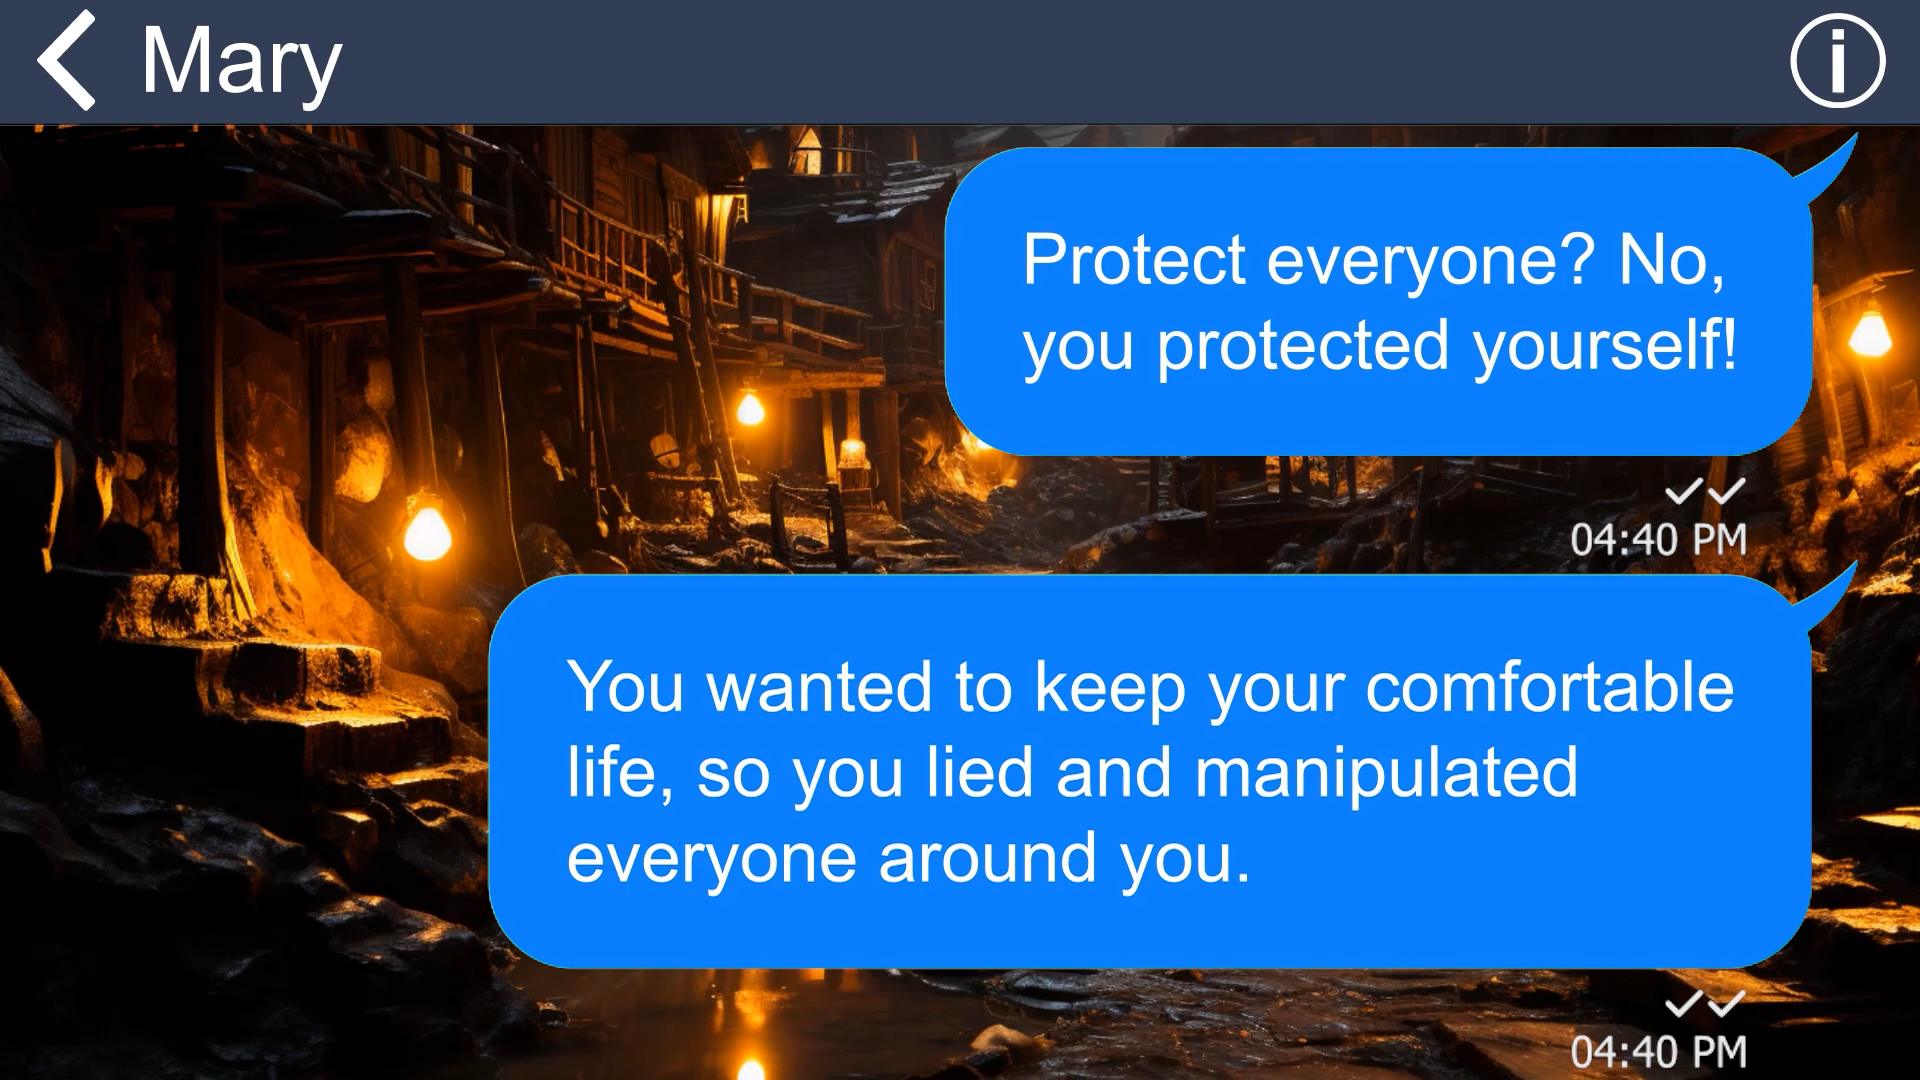 Mary
Protect everyone? No,
you protected yourself!
04:40 PM
You wanted to keep your comfortable
life, so you lied and manipulated
everyone around you.
04:40 PM